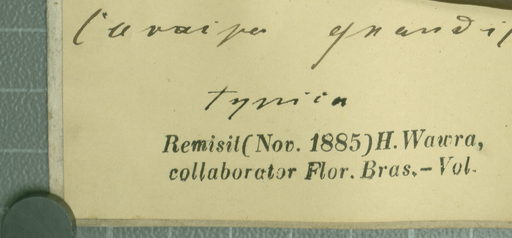 Caraipa grandif
typica
Remisit (Nov. 1885) H. Wawra,
collaborator Flor. Bras.– Vol.